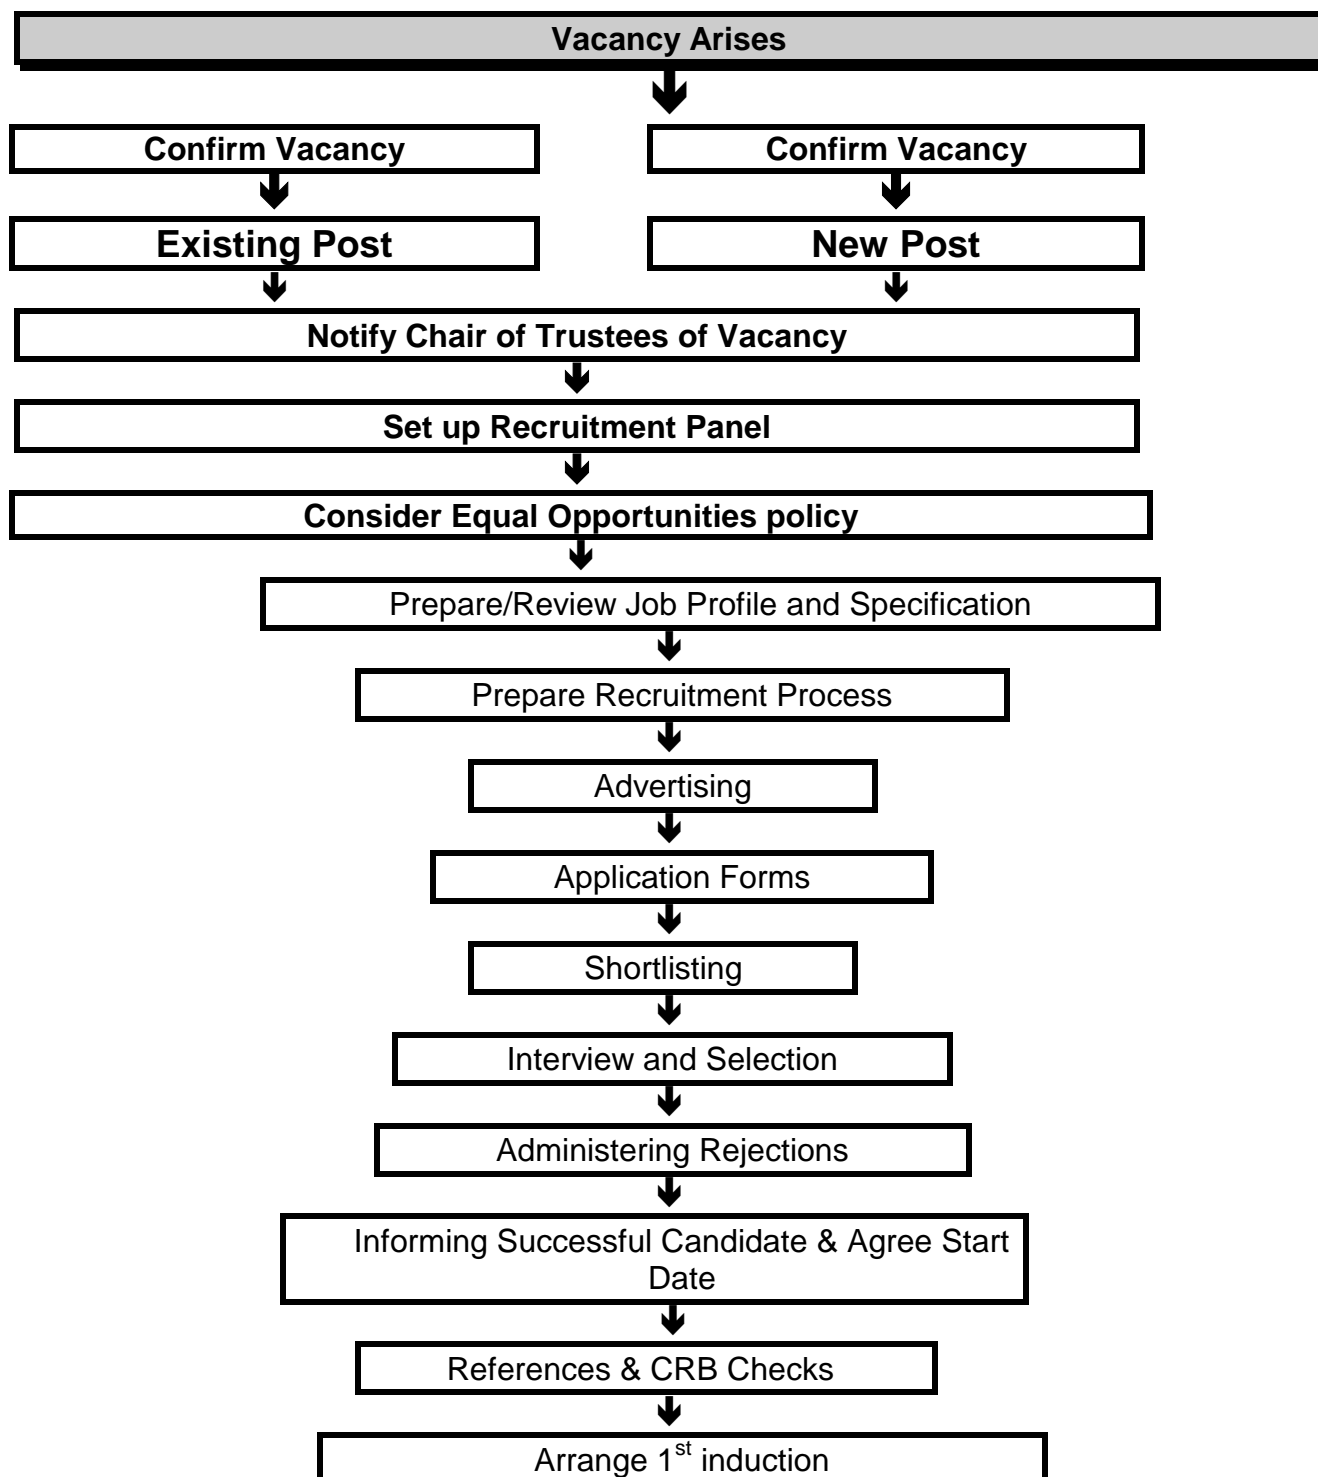 Vacancy Arises
Confirm Vacancy
Confirm Vacancy
Existing Post
New Post
Notify Chair of Trustees of Vacancy
Set up Recruitment Panel
Consider Equal Opportunities policy
Prepare/Review Job Profile and Specification
Prepare Recruitment Process
Advertising
Application Forms
Shortlisting
Interview and Selection
Administering Rejections
Informing Successful Candidate & Agree Start
Date
References & CRB Checks
Arrange 1st induction